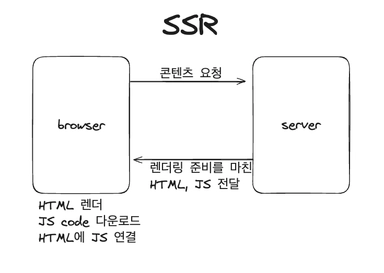 SSR
콘텐츠 요청
browser
server
렌더링 준비를 마친
HTML, JS 전달
HTML 렌더
JS code 다운로드
HTML에 JS 연결